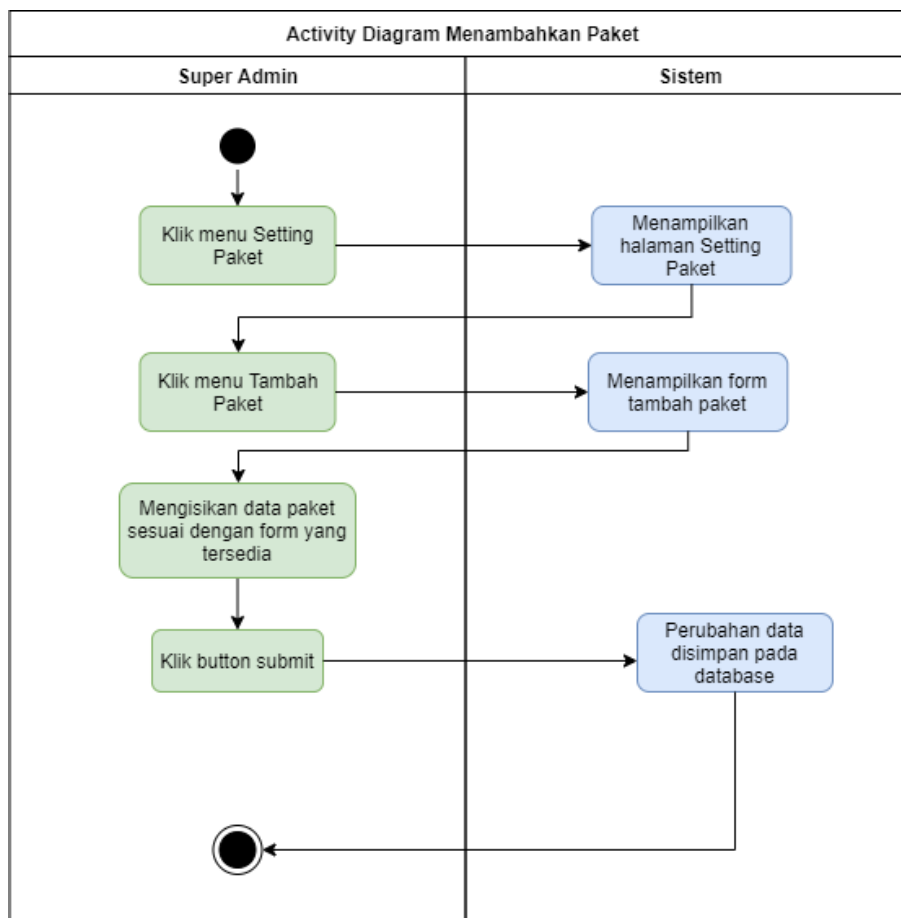 Activity Diagram Menambahkan Paket
Super Admin
Sistem
Klik menu Setting
Paket
Menampilkan
halaman Setting
Paket
Klik menu Tambah
Paket
Menampilkan form
tambah paket
Mengisikan data paket
sesuai dengan form yang
tersedia
Klik button submit
Perubahan data
disimpan pada
database